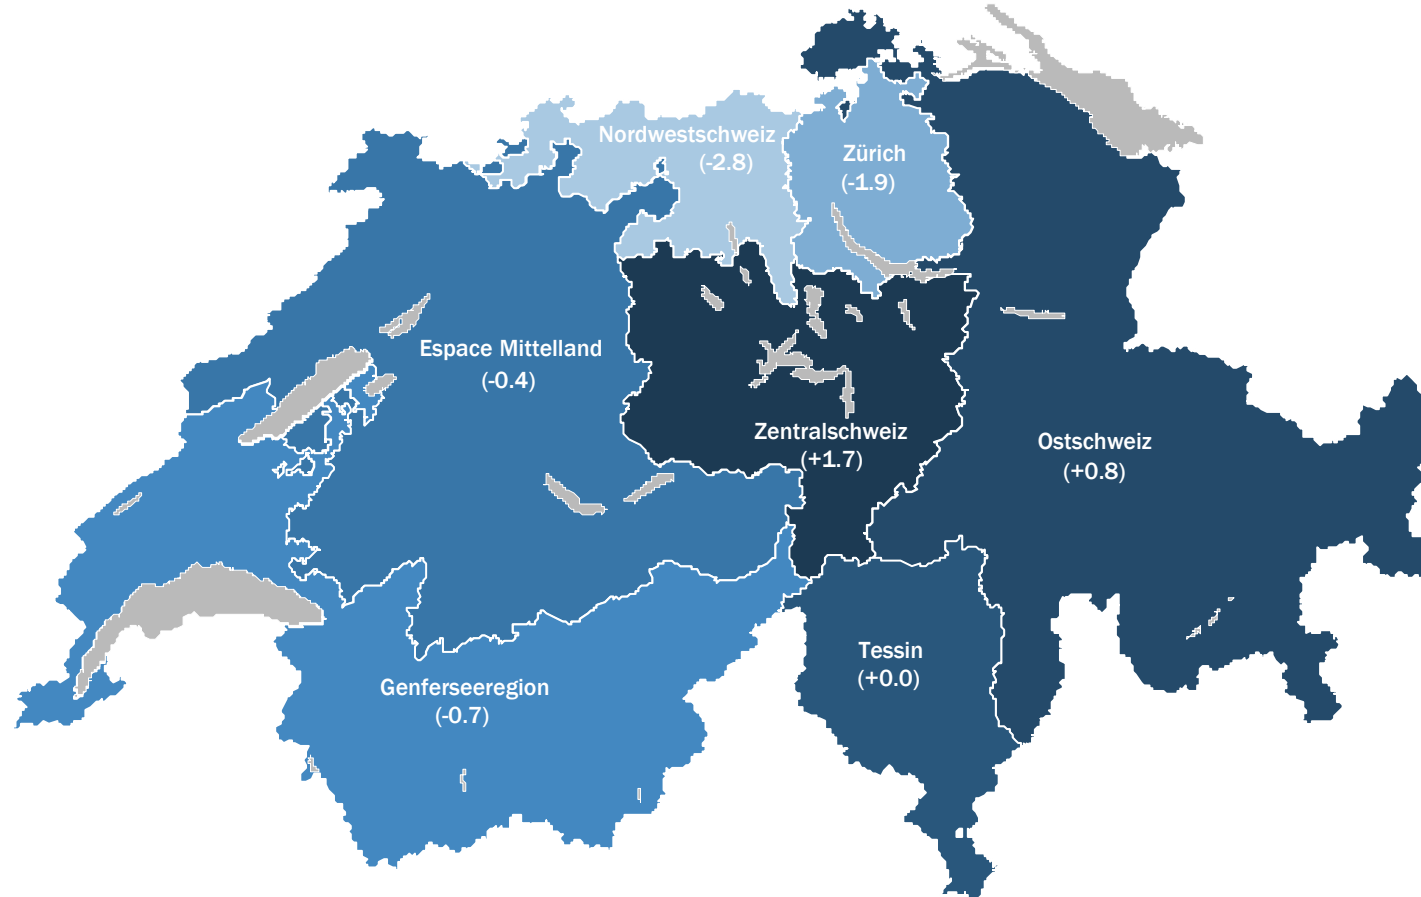 Nordwestschweiz
(-2.8)
Zürich
(-1.9)
Espace Mittelland
(-0.4)
Zentralschweiz
(+1.7)
Ostschweiz
(+0.8)
Tessin
(+0.0)
Genferseeregion
(-0.7)